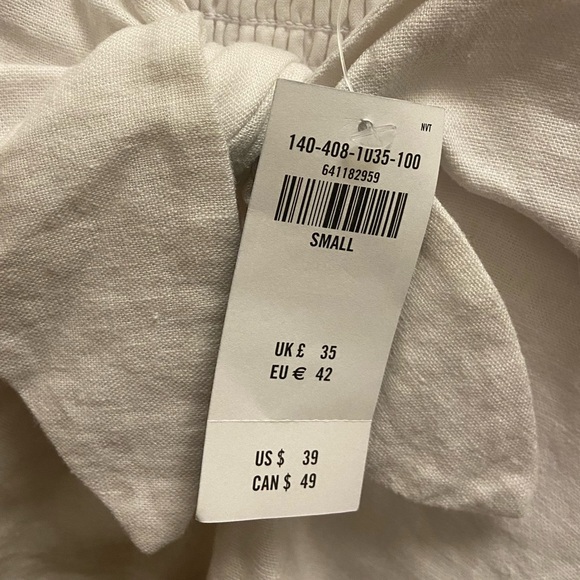 NVT
140-408-1035-100
641182959
SMALL
UK £ 35
EU € 42
US $ 39
CAN $ 49